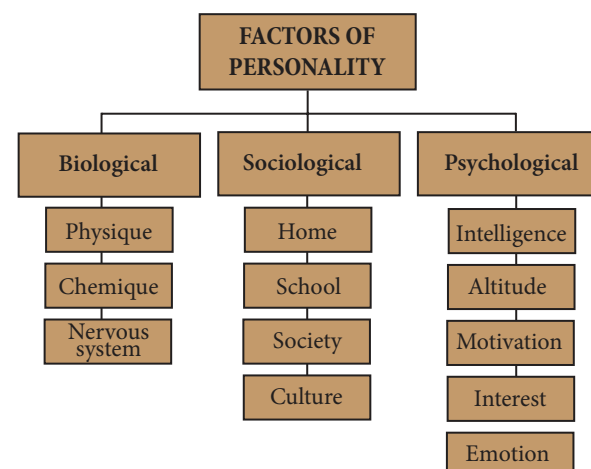 FACTORS OF
PERSONALITY
Biological
Physique
Chemique
Nervous
system
Sociological
Home
School
Society
Culture
Psychological
Intelligence
Altitude
Motivation
Interest
Emotion